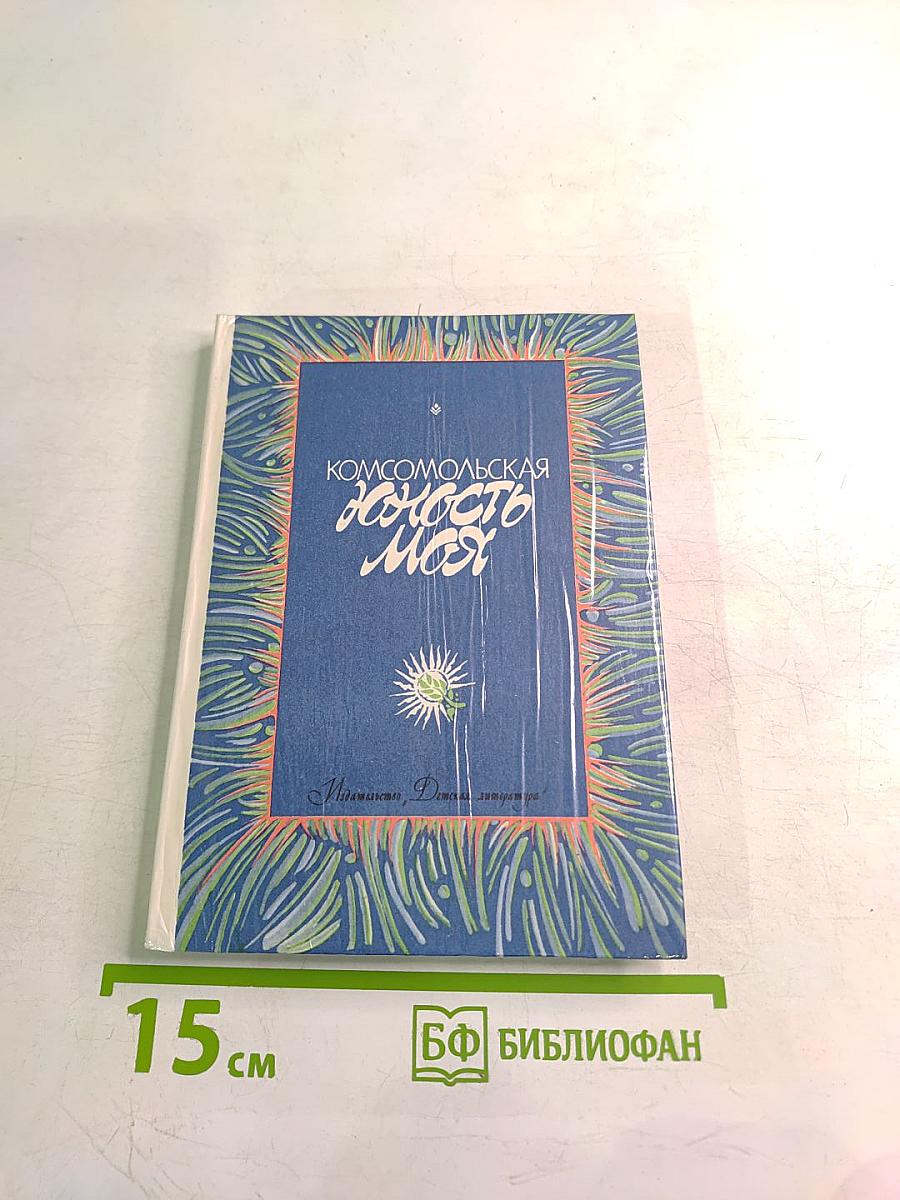 КОМСОМОЛЬСКАЯ
ЮНОСТЬ
МОЯ
Издательство „Детская литература"
15 см
БФ БИБЛИОФАН